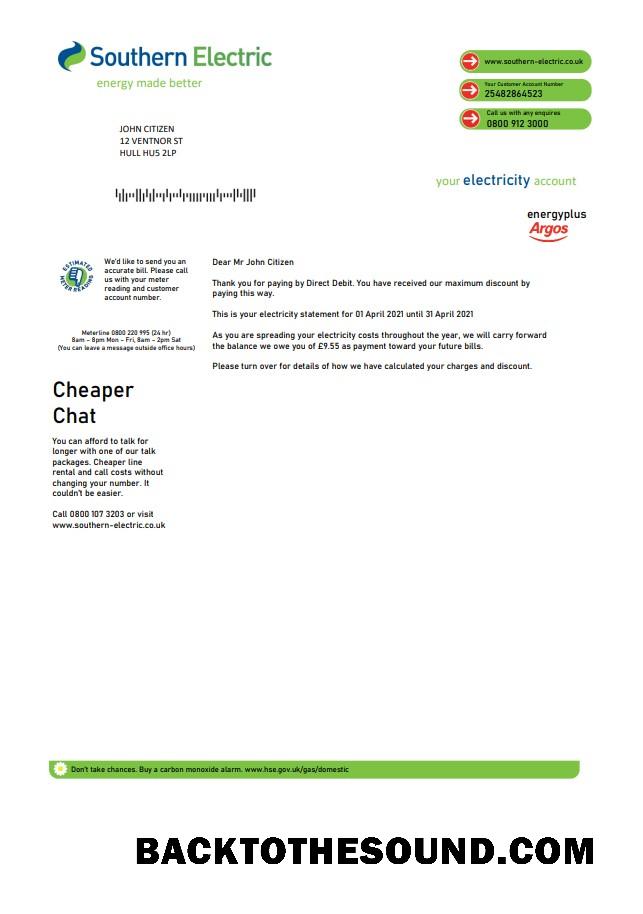 Southern Electric
energy made better
www.southern-electric.co.uk
Your Customer Account Number
25482864523
Call us with any enquires
0800 912 3000
JOHN CITIZEN
12 VENTNOR ST
HULL HU5 2LP
your electricity account
energyplus
Argos
ESTIMATED
METER READING
We'd like to send you an
accurate bill. Please call
us with your meter
reading and customer
account number.
Meterline 0800 220 995 (24 hr)
8am – 8pm Mon – Fri, 8am – 2pm Sat
(You can leave a message outside office hours)
Dear Mr John Citizen
Thank you for paying by Direct Debit. You have received our maximum discount by
paying this way.
This is your electricity statement for 01 April 2021 until 31 April 2021
As you are spreading your electricity costs throughout the year, we will carry forward
the balance we owe you of £9.55 as payment toward your future bills.
Please turn over for details of how we have calculated your charges and discount.
Cheaper
Chat
You can afford to talk for
longer with one of our talk
packages. Cheaper line
rental and call costs without
changing your number. It
couldn't be easier.
Call 0800 107 3203 or visit
www.southern-electric.co.uk
Don't take chances. Buy a carbon monoxide alarm. www.hse.gov.uk/gas/domestic
BACKTOTHESOUND.COM